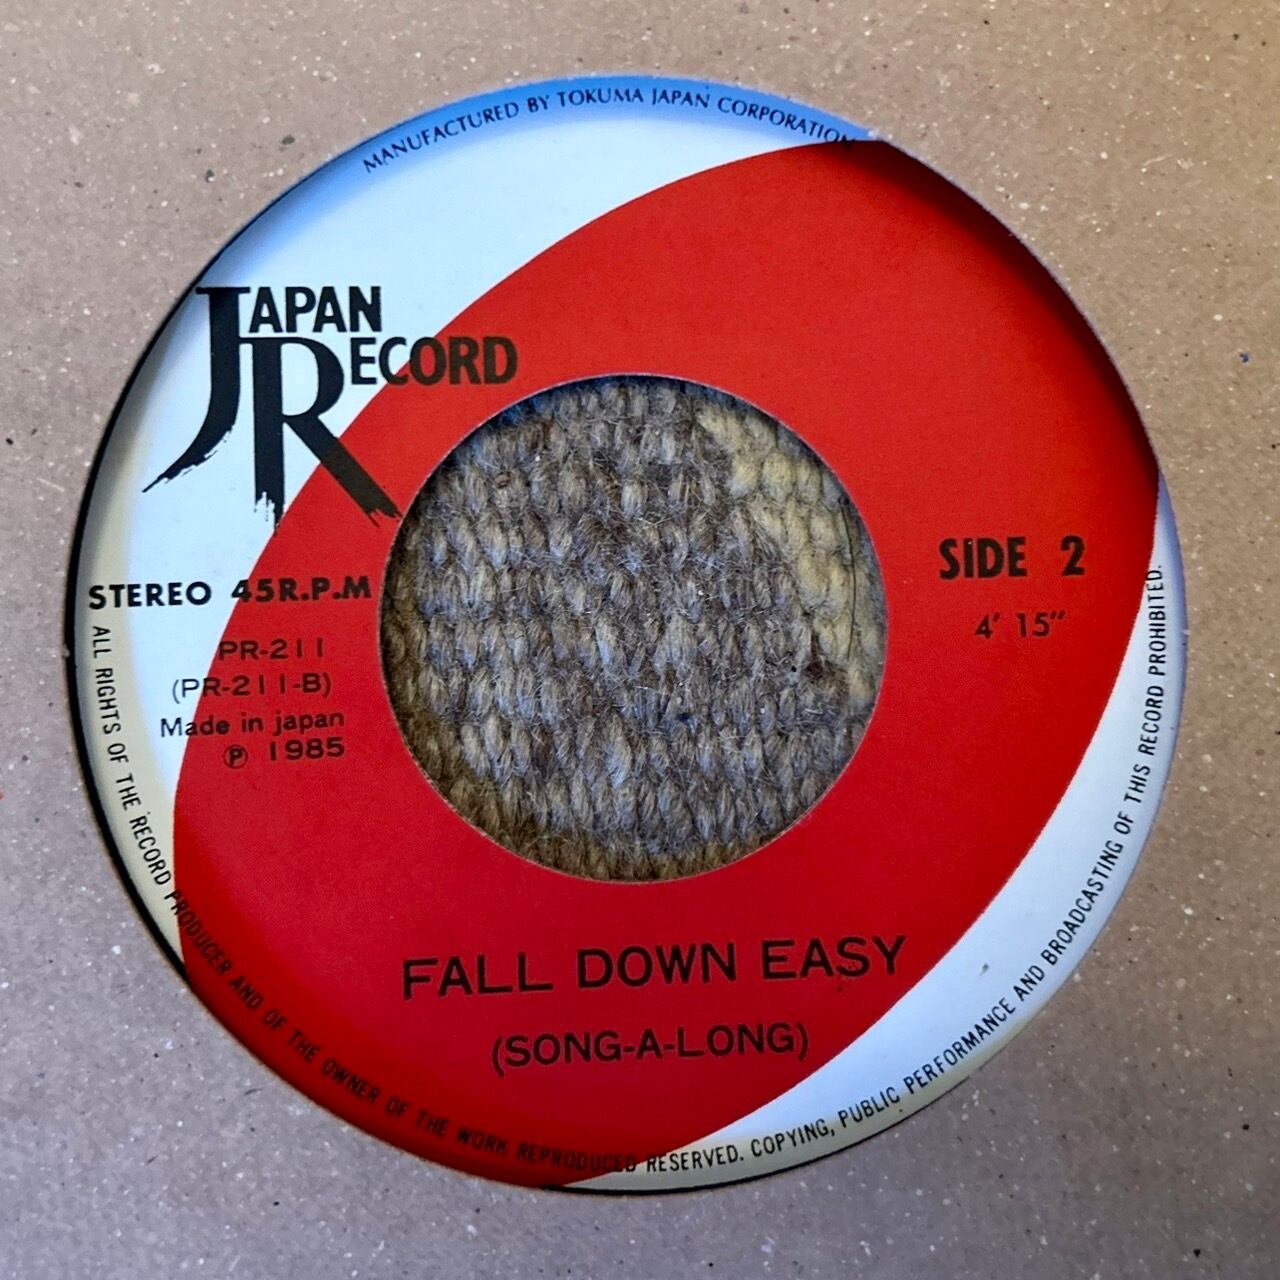 MANUFACTURED BY TOKUMA JAPAN CORPORATION
JAPAN
RECORD
SIDE 2
4' 15"
STEREO 45R.P.M
PR-211
(PR-211-B)
Made in japan
Ⓟ 1985
FALL DOWN EASY
(SONG-A-LONG)
ALL RIGHTS OF THE RECORD PRODUCER AND OF THE OWNER OF THE WORK REPRODUCED RESERVED. COPYING, PUBLIC PERFORMANCE AND BROADCASTING OF THIS RECORD PROHIBITED.